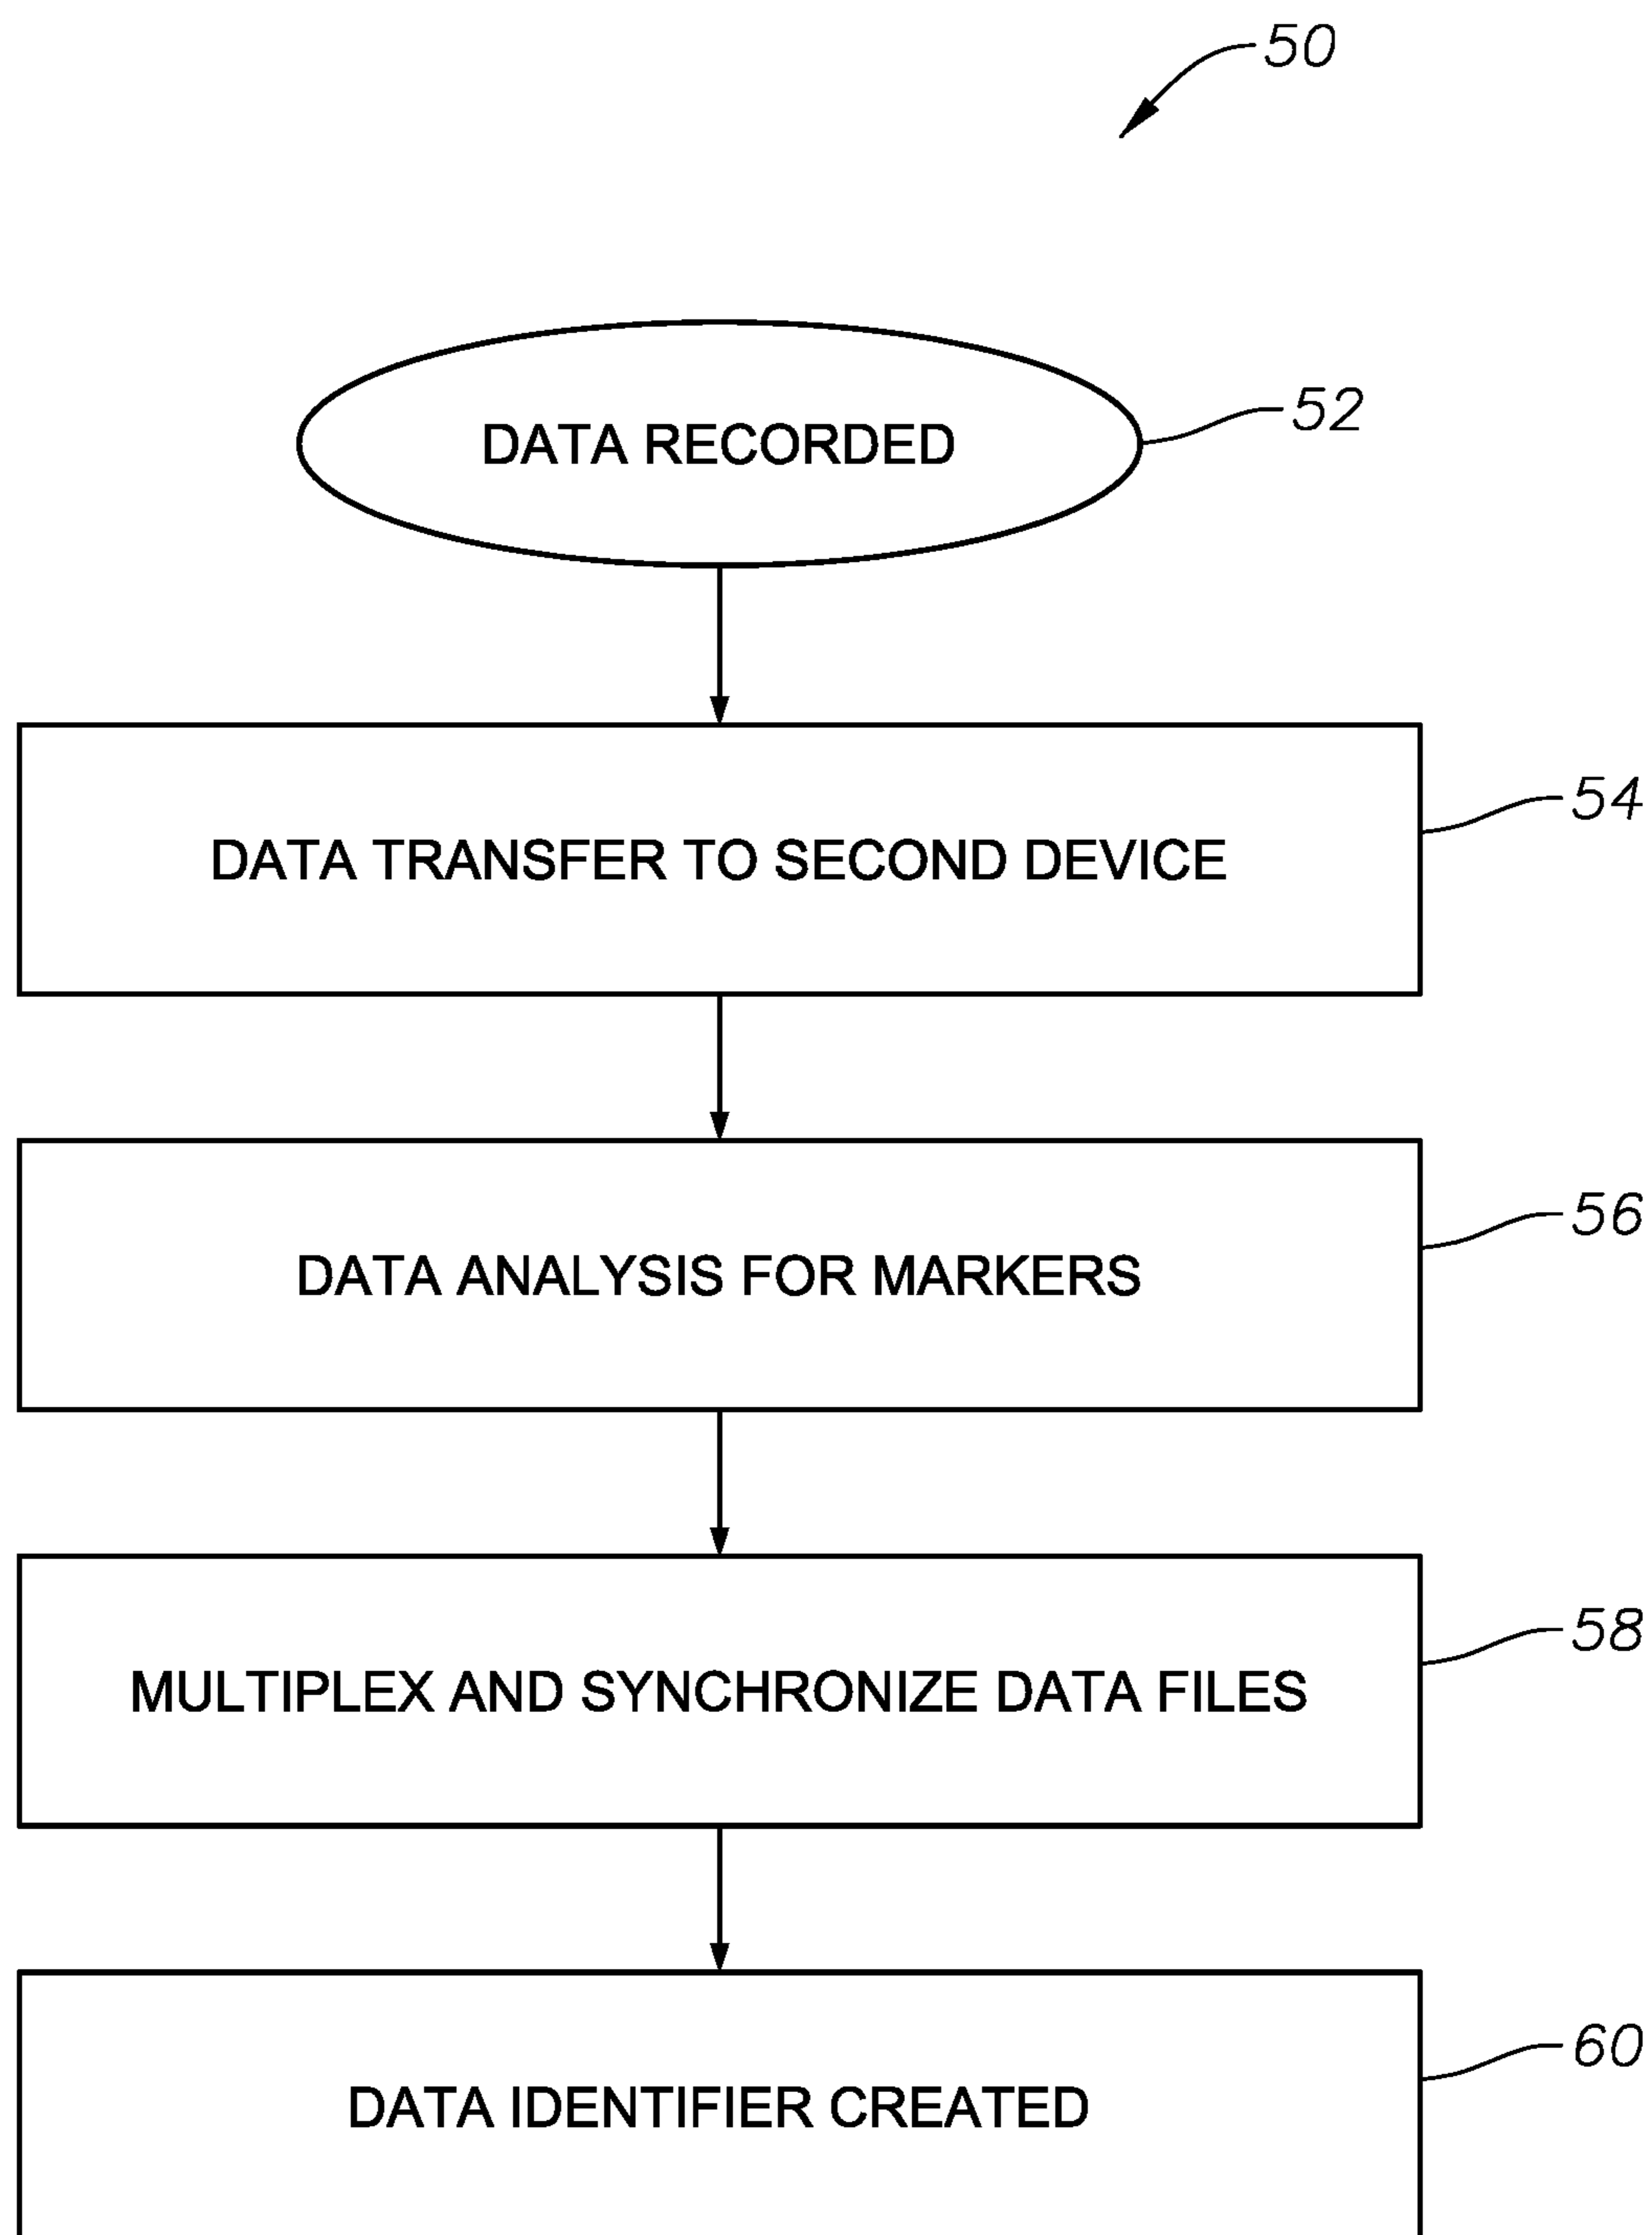 50
DATA RECORDED
52
DATA TRANSFER TO SECOND DEVICE
54
DATA ANALYSIS FOR MARKERS
56
MULTIPLEX AND SYNCHRONIZE DATA FILES
58
DATA IDENTIFIER CREATED
60